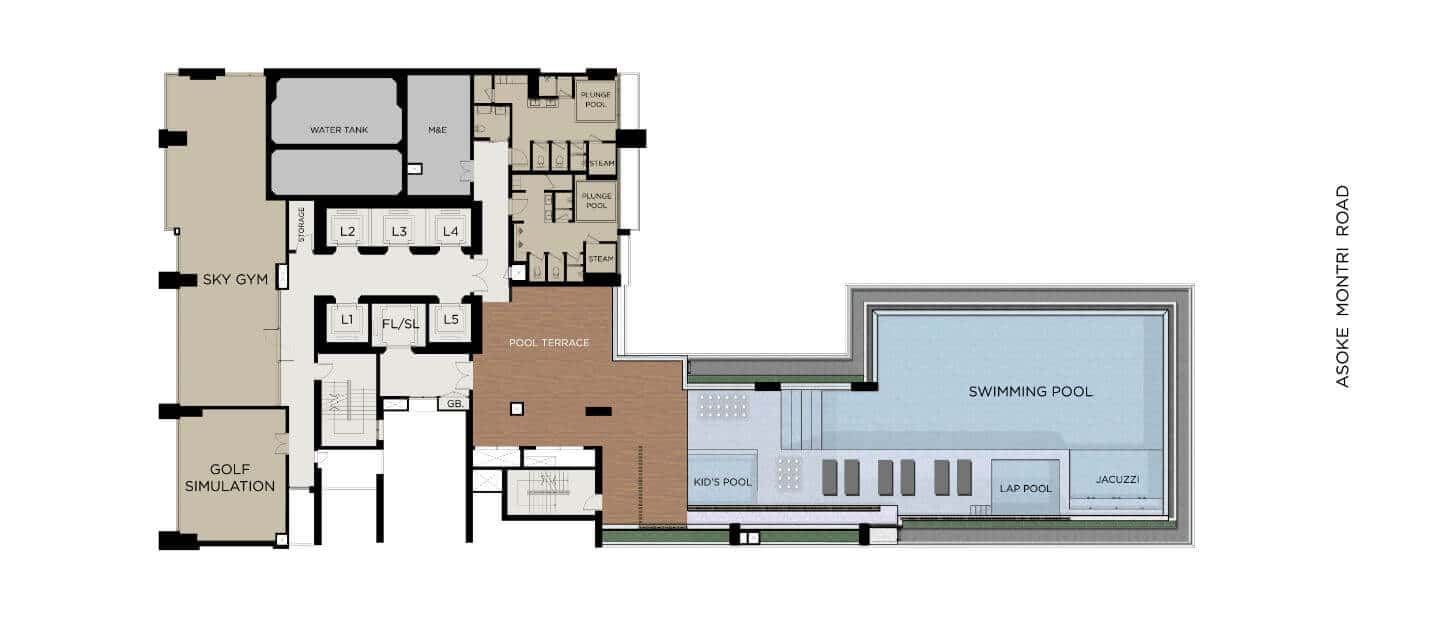 WATER TANK
M&E
PLUNGE
POOL
STEAM
PLUNGE
POOL
STEAM
STORAGE
L2
L3
L4
SKY GYM
L1
FL/SL
L5
GB.
POOL TERRACE
GOLF
SIMULATION
SWIMMING POOL
KID'S POOL
LAP POOL
JACUZZI
ASOKE MONTRI ROAD